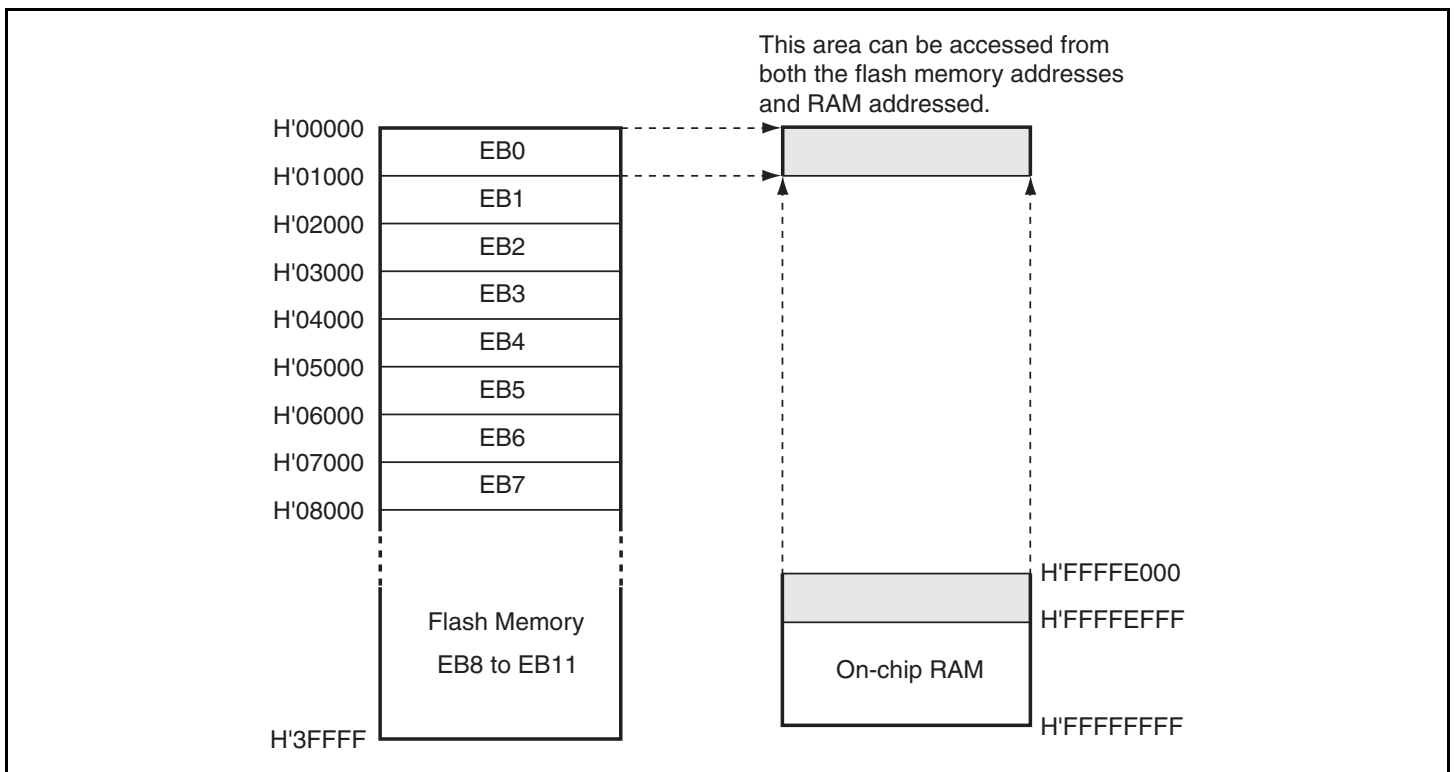 This area can be accessed from
both the flash memory addresses
and RAM addressed.
H'00000
EB0
H'01000
EB1
H'02000
EB2
H'03000
EB3
H'04000
EB4
H'05000
EB5
H'06000
EB6
H'07000
EB7
H'08000
Flash Memory
EB8 to EB11
H'3FFFF
H'FFFFE000
H'FFFFEFFF
On-chip RAM
H'FFFFFFFF